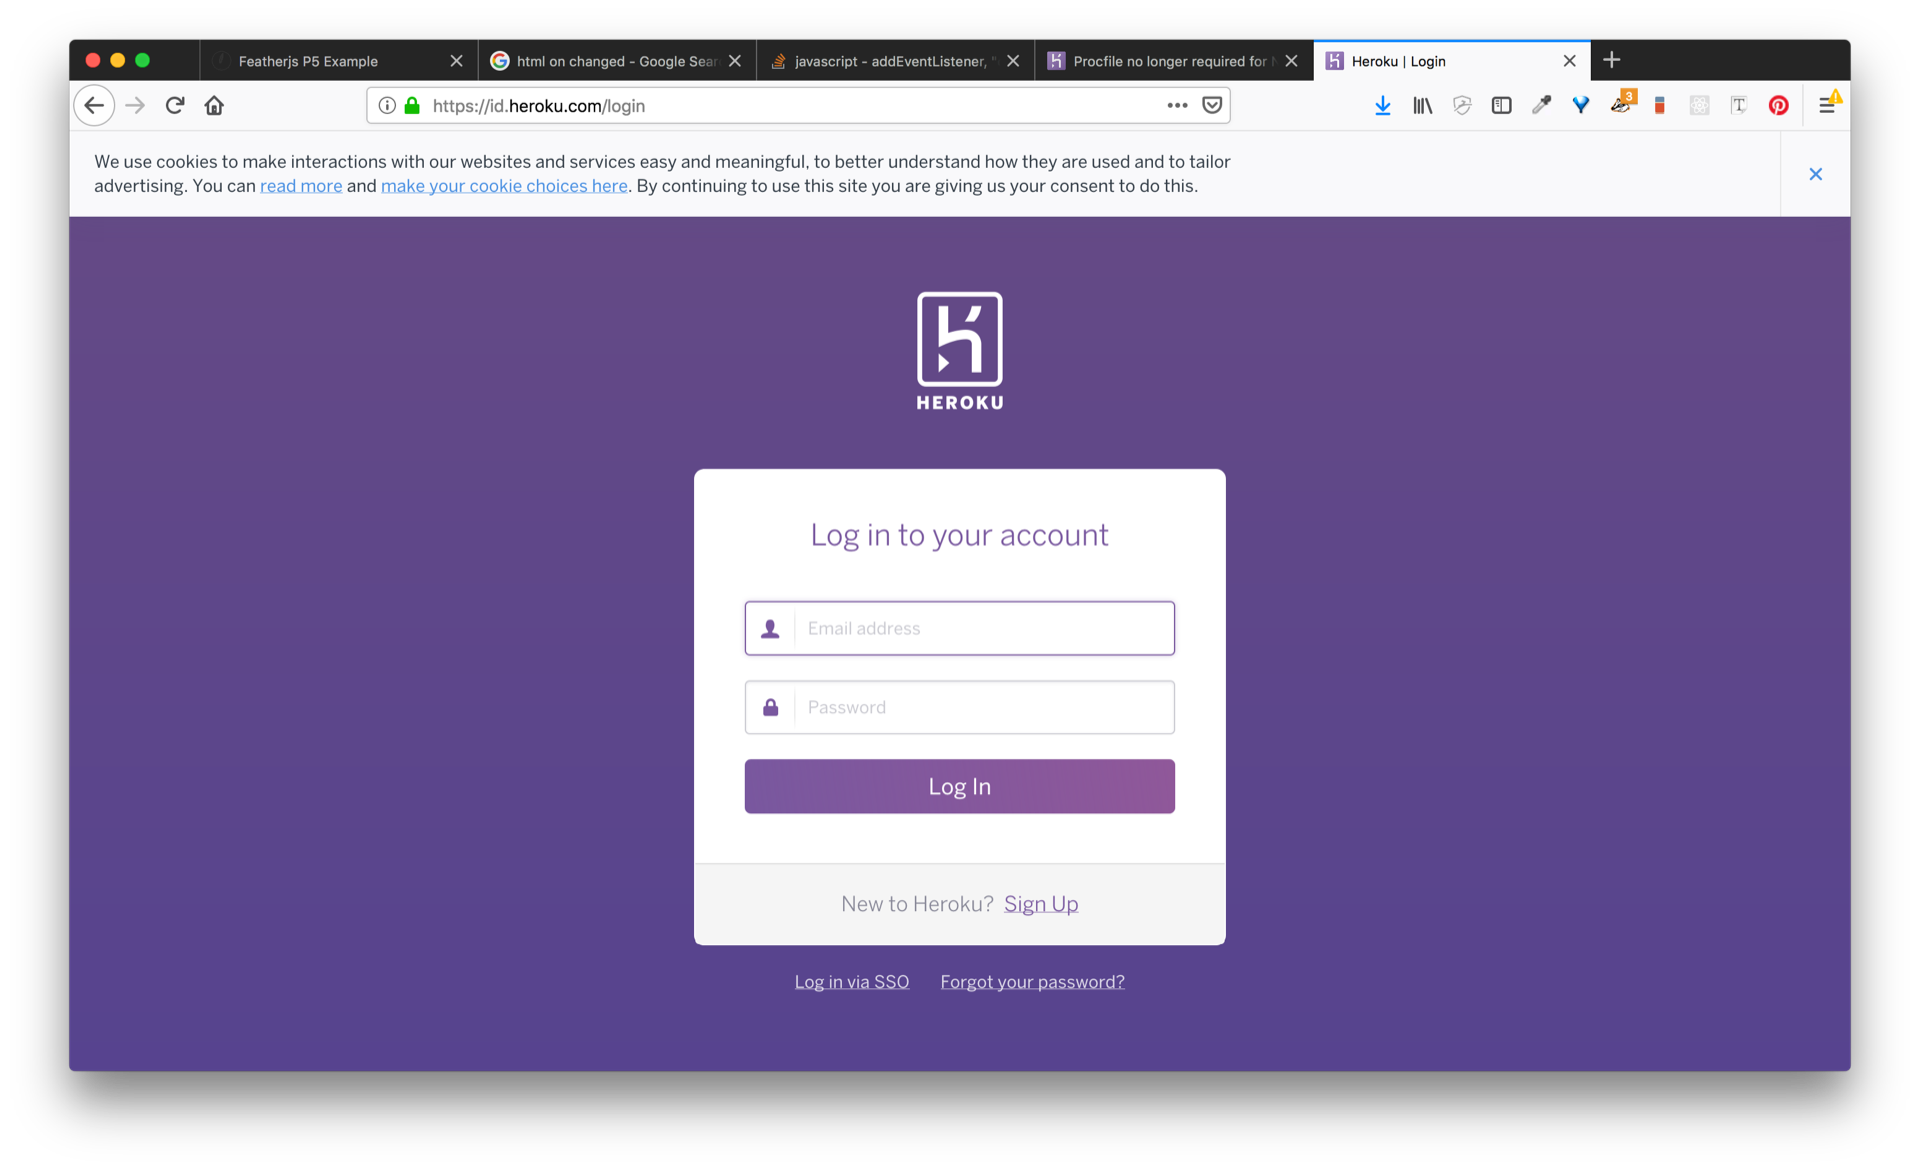 Featherjs P5 Example
html on changed - Google Sear
javascript - addEventListener, "
Procfile no longer required for N
Heroku | Login
https://id.heroku.com/login
3
We use cookies to make interactions with our websites and services easy and meaningful, to better understand how they are used and to tailor
advertising. You can read more and make your cookie choices here. By continuing to use this site you are giving us your consent to do this.
HEROKU
Log in to your account
Email address
Password
Log In
New to Heroku? Sign Up
Log in via SSO Forgot your password?